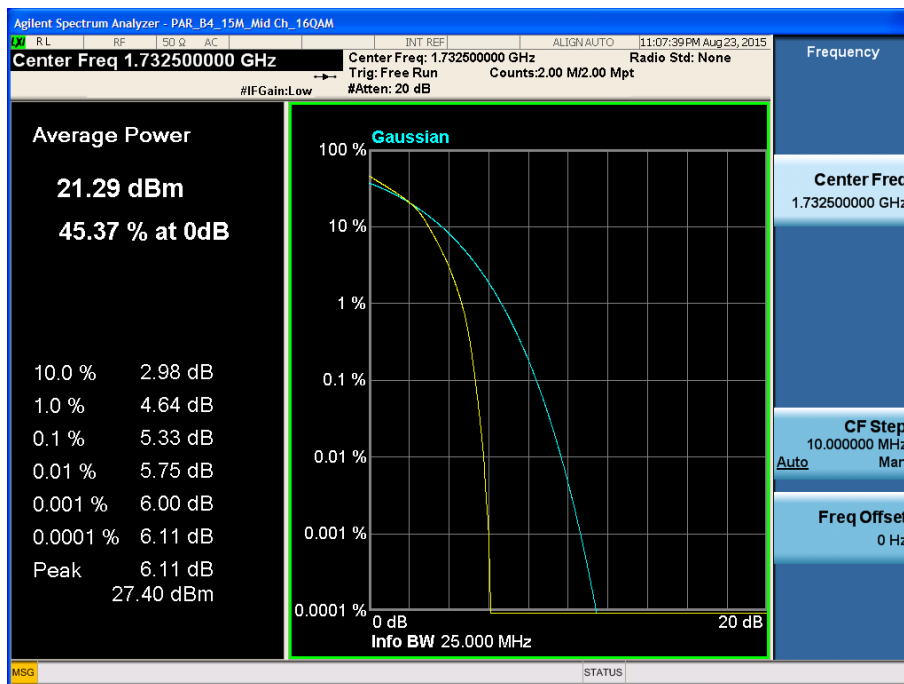 Agilent Spectrum Analyzer - PAR_B4_15M_Mid Ch_16QAM
LXI RL RF 50 Ω AC INT REF ALIGN AUTO 11:07:39 PM Aug 23, 2015
Center Freq 1.732500000 GHz
Center Freq: 1.732500000 GHz Radio Std: None
Trig: Free Run Counts:2.00 M/2.00 Mpt
#IFGain:Low #Atten: 20 dB
Average Power
21.29 dBm
45.37 % at 0dB
10.0 % 2.98 dB
1.0 % 4.64 dB
0.1 % 5.33 dB
0.01 % 5.75 dB
0.001 % 6.00 dB
0.0001 % 6.11 dB
Peak 6.11 dB
27.40 dBm
Gaussian
100 %
10 %
1 %
0.1 %
0.01 %
0.001 %
0.0001 %
0 dB 20 dB
Info BW 25.000 MHz
Frequency
Center Freq
1.732500000 GHz
CF Step
10.000000 MHz
Auto Man
Freq Offset
0 Hz
MSG STATUS